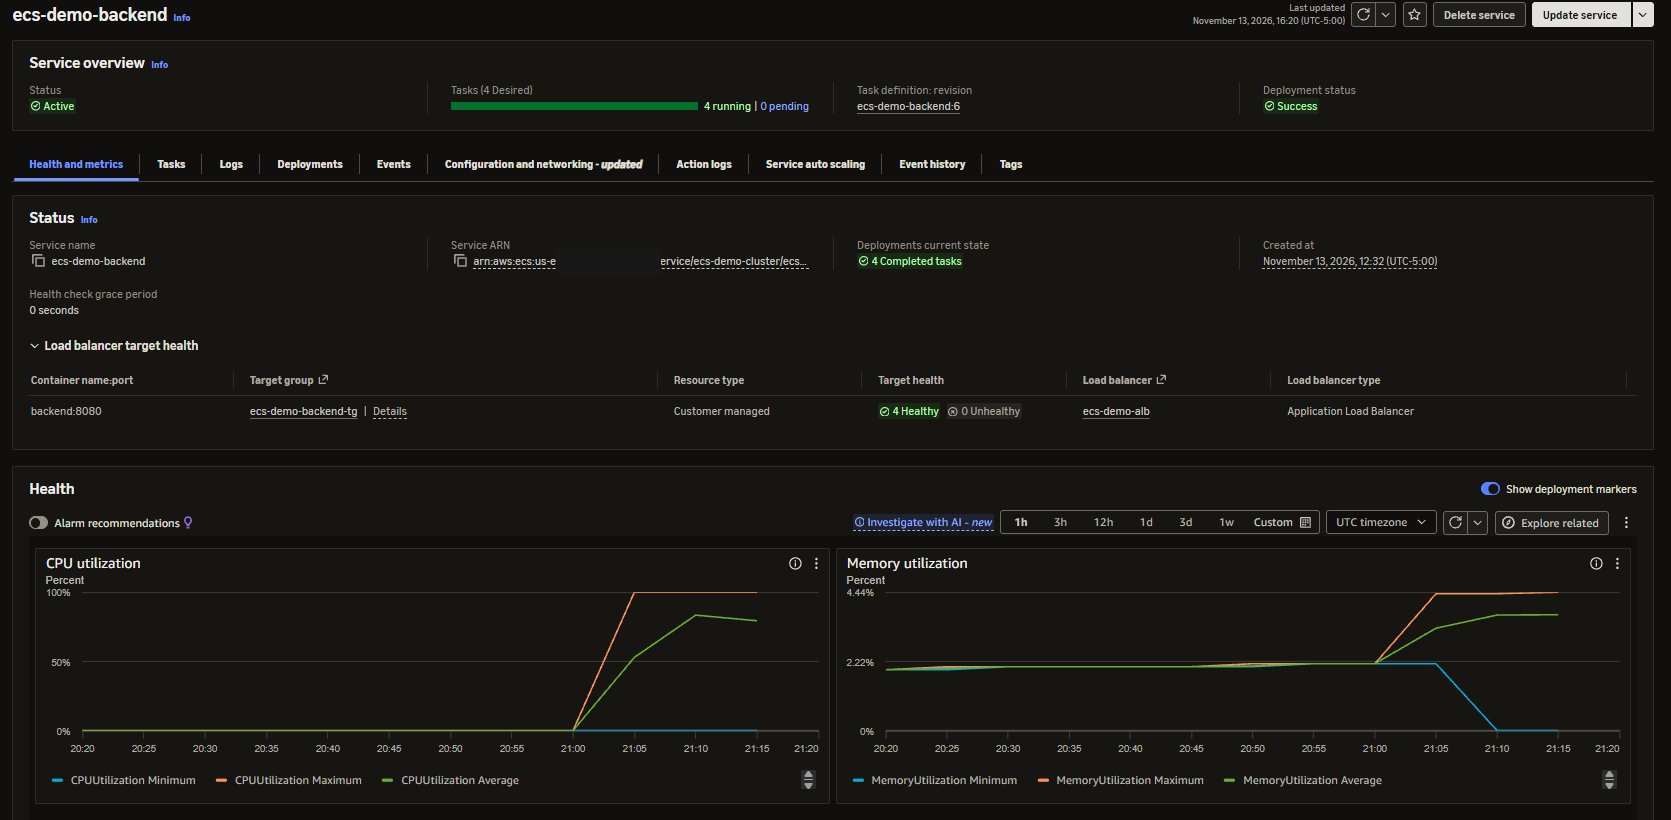 ecs-demo-backend Info
Last updated
November 13, 2026, 16:20 (UTC-5:00)
Delete service
Update service
Service overview Info
Status
Active
Tasks (4 Desired)
4 running | 0 pending
Task definition: revision
ecs-demo-backend:6
Deployment status
Success
Health and metrics
Tasks
Logs
Deployments
Events
Configuration and networking - updated
Action logs
Service auto scaling
Event history
Tags
Status Info
Service name
ecs-demo-backend
Service ARN
arn:aws:ecs:us-e ervice/ecs-demo-cluster/ecs...
Deployments current state
4 Completed tasks
Created at
November 13, 2026, 12:32 (UTC-5:00)
Health check grace period
0 seconds
Load balancer target health
Container name:port
Target group
Resource type
Target health
Load balancer
Load balancer type
backend:8080
ecs-demo-backend-tg | Details
Customer managed
4 Healthy 0 Unhealthy
ecs-demo-alb
Application Load Balancer
Health
Show deployment markers
Alarm recommendations
Investigate with AI - new
1h 3h 12h 1d 3d 1w Custom
UTC timezone
Explore related
CPU utilization
Percent
100%
50%
0%
20:20 20:25 20:30 20:35 20:40 20:45 20:50 20:55 21:00 21:05 21:10 21:15 21:20
CPUUtilization Minimum CPUUtilization Maximum CPUUtilization Average
Memory utilization
Percent
4.44%
2.22%
0%
20:20 20:25 20:30 20:35 20:40 20:45 20:50 20:55 21:00 21:05 21:10 21:15 21:20
MemoryUtilization Minimum MemoryUtilization Maximum MemoryUtilization Average